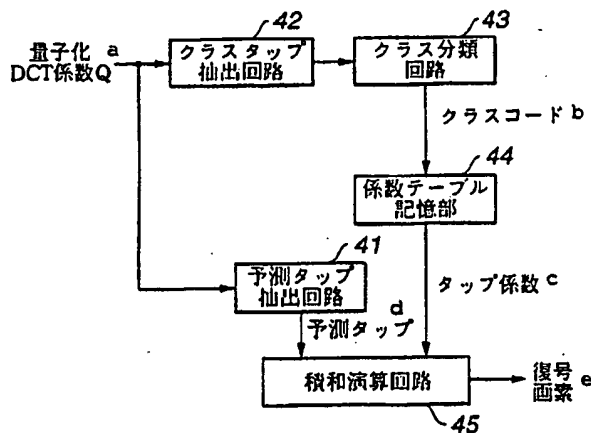 42
43
量子化 a
DCT係数Q
クラスタップ
抽出回路
クラス分類
回路
クラスコード b
44
係数テーブル
記憶部
41
予測タップ
抽出回路
タップ係数 c
d
予測タップ
積和演算回路
復号
画素 e
45